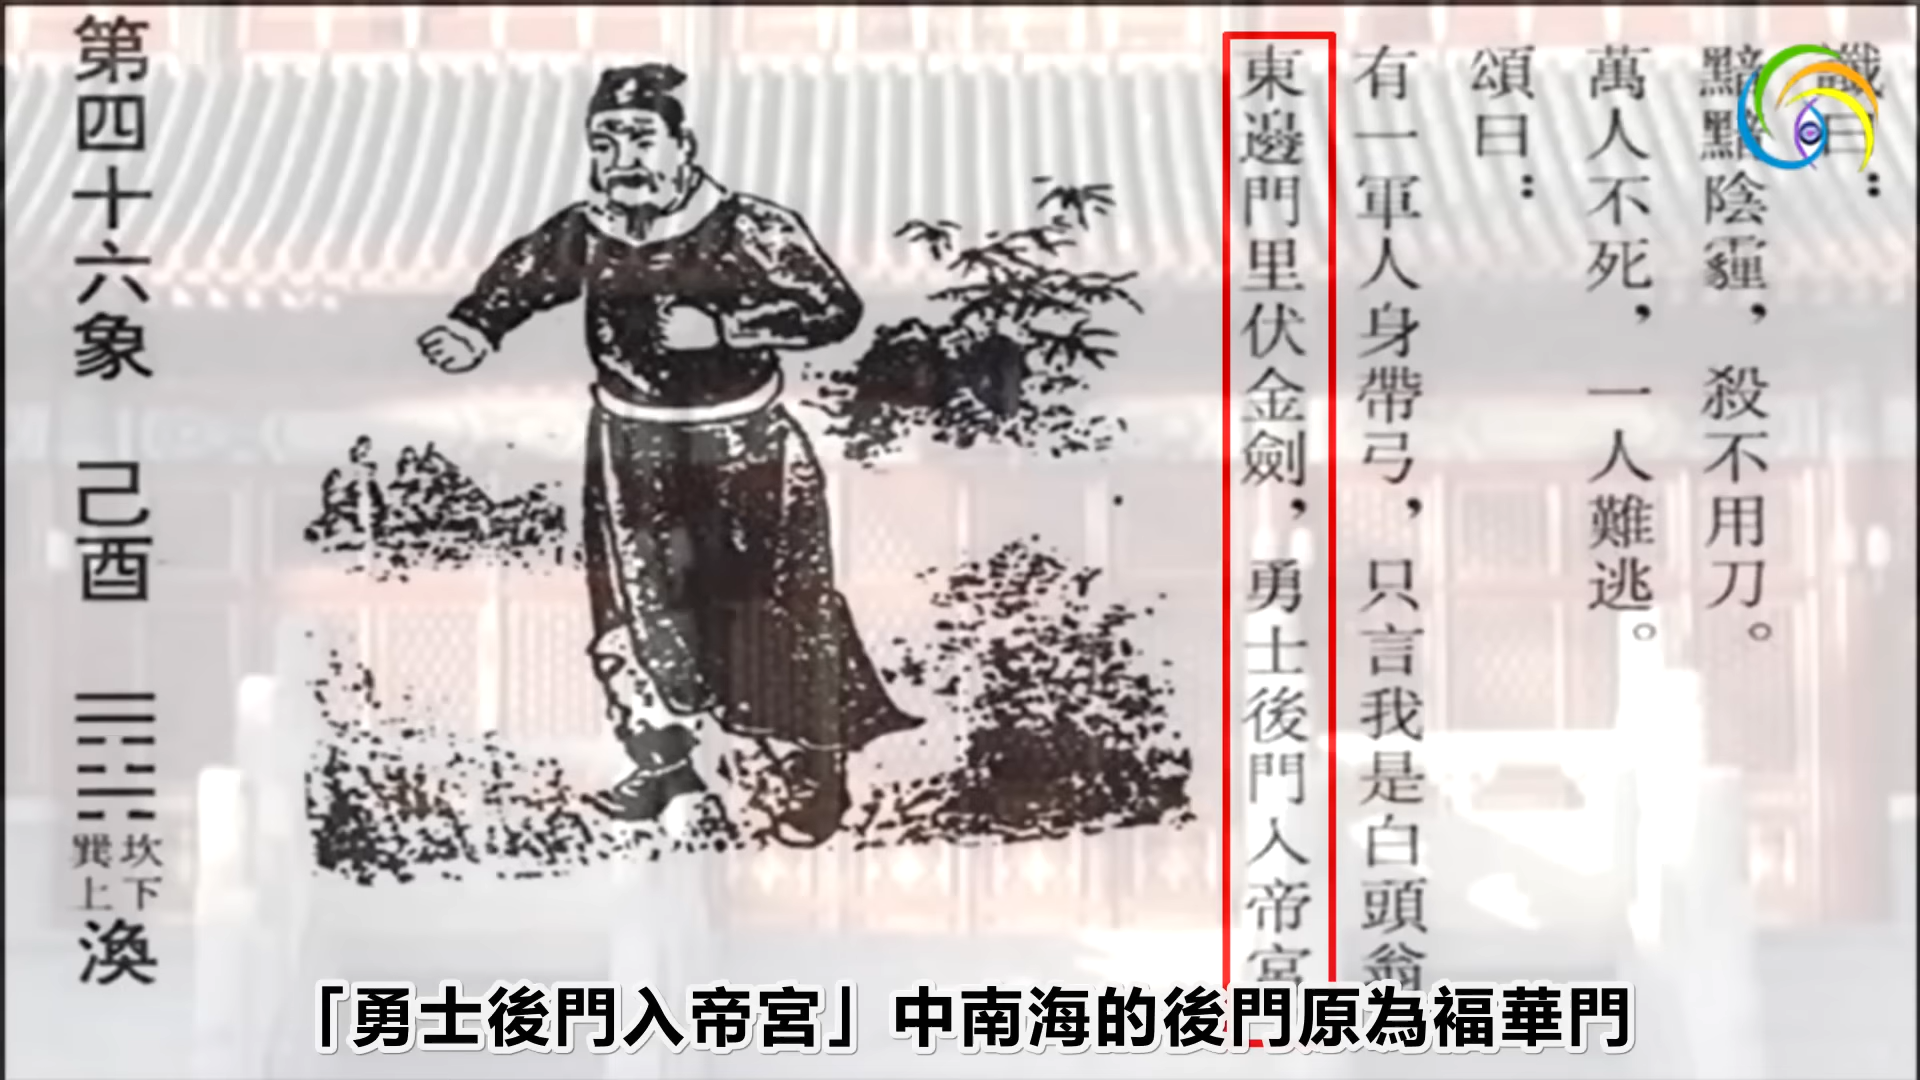 讖曰：
黯黯陰霾，殺不用刀。
萬人不死，一人難逃。
頌曰：
有一軍人身帶弓，只言我是白頭翁
東邊門里伏金劍，勇士後門入帝宮
第四十六象 己酉
坎下
巽上
渙
「勇士後門入帝宮」中南海的後門原為福華門